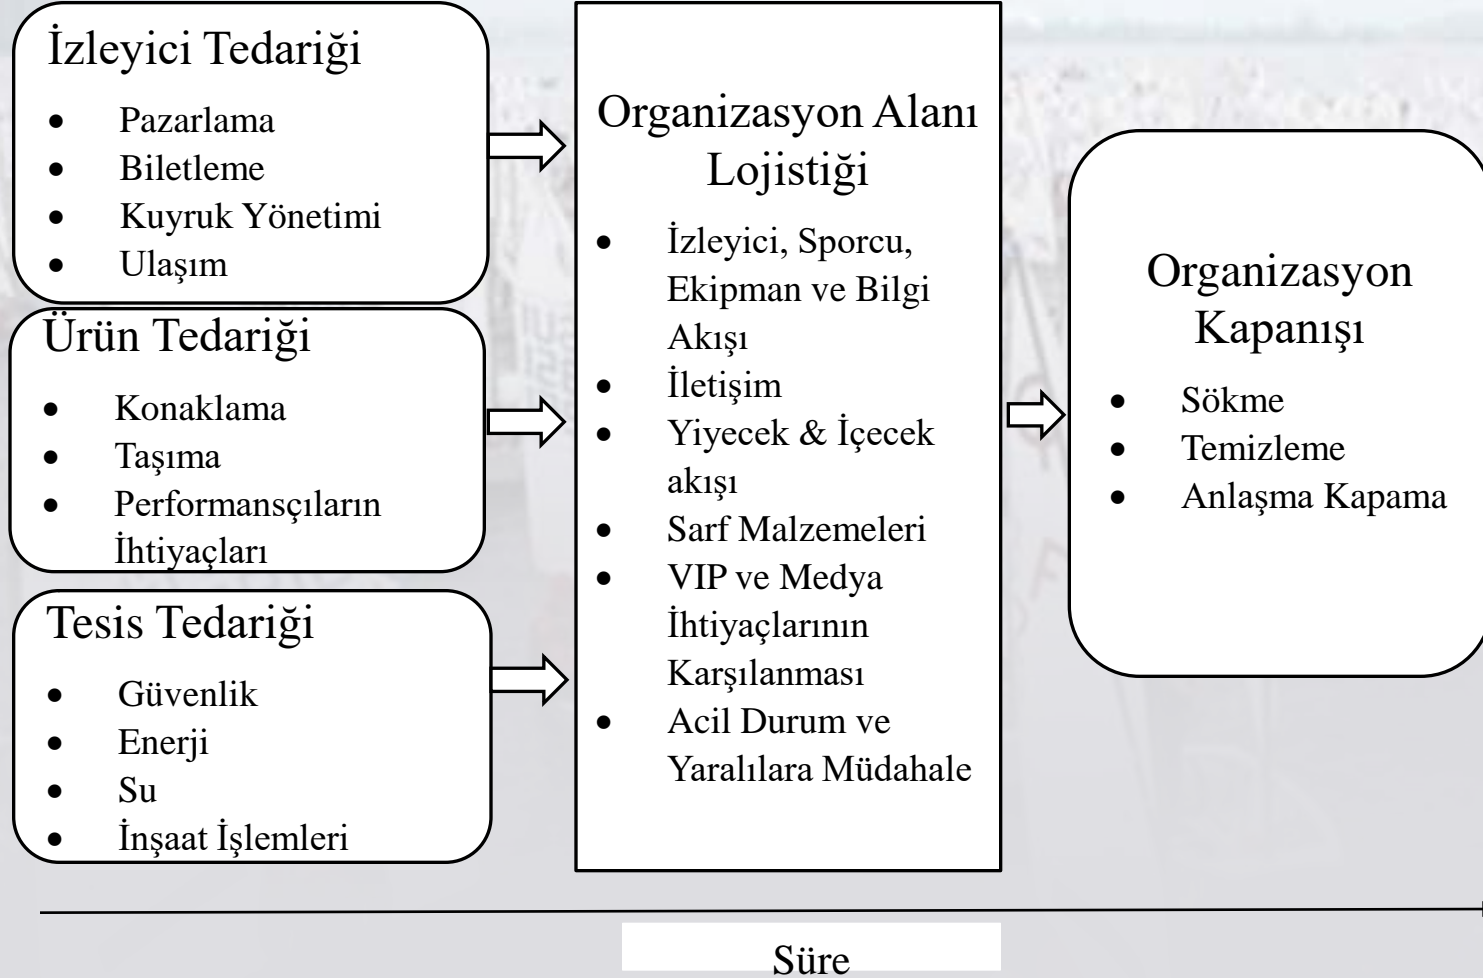 İzleyici Tedariği
• Pazarlama
• Biletleme
• Kuyruk Yönetimi
• Ulaşım
Ürün Tedariği
• Konaklama
• Taşıma
• Performansçıların
İhtiyaçları
Tesis Tedariği
• Güvenlik
• Enerji
• Su
• İnşaat İşlemleri
Organizasyon Alanı
Lojistiği
• İzleyici, Sporcu,
Ekipman ve Bilgi
Akışı
• İletişim
• Yiyecek & İçecek
akışı
• Sarf Malzemeleri
• VIP ve Medya
İhtiyaçlarının
Karşılanması
• Acil Durum ve
Yaralılara Müdahale
Organizasyon
Kapanışı
• Sökme
• Temizleme
• Anlaşma Kapama
Süre